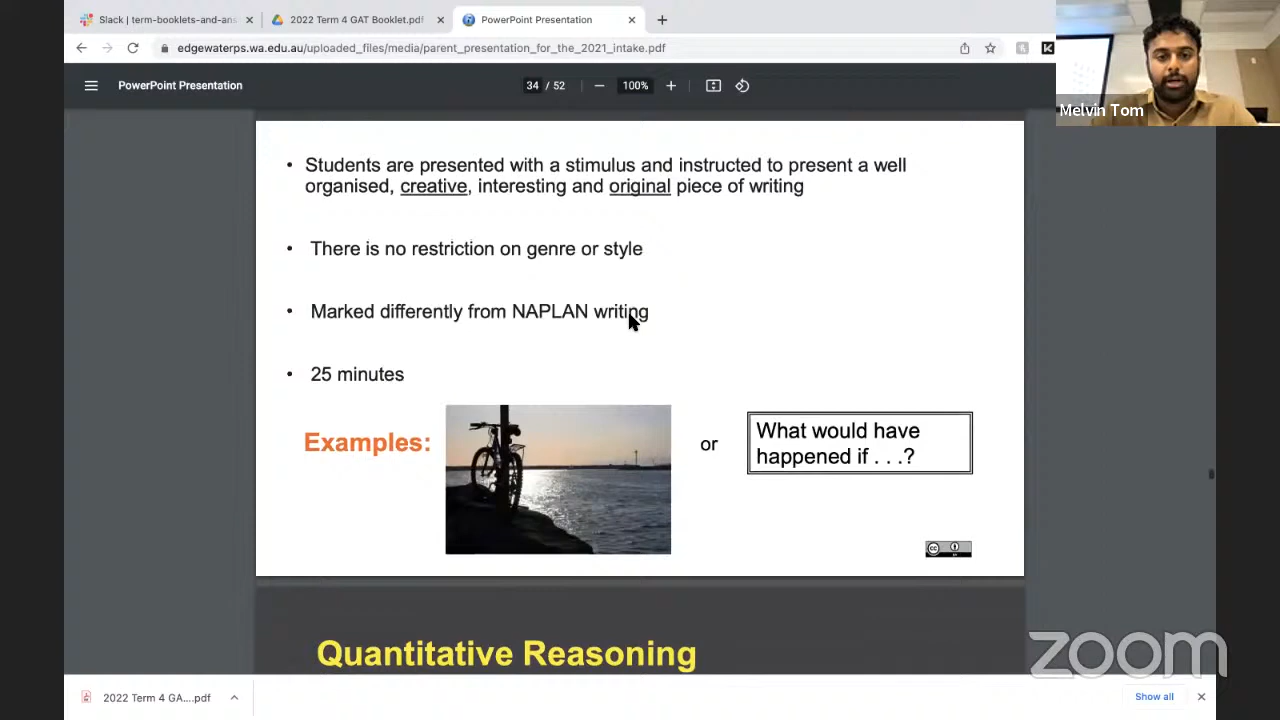 Slack | term-booklets-and-ans
2022 Term 4 GAT Booklet.pdf
PowerPoint Presentation
edgewaterps.wa.edu.au/uploaded_files/media/parent_presentation_for_the_2021_intake.pdf
PowerPoint Presentation
34 / 52
100%
Melvin Tom
• Students are presented with a stimulus and instructed to present a well
organised, creative, interesting and original piece of writing
• There is no restriction on genre or style
• Marked differently from NAPLAN writing
• 25 minutes
Examples:
or
What would have
happened if . . .?
cc
Quantitative Reasoning
zoom
2022 Term 4 GA....pdf
Show all